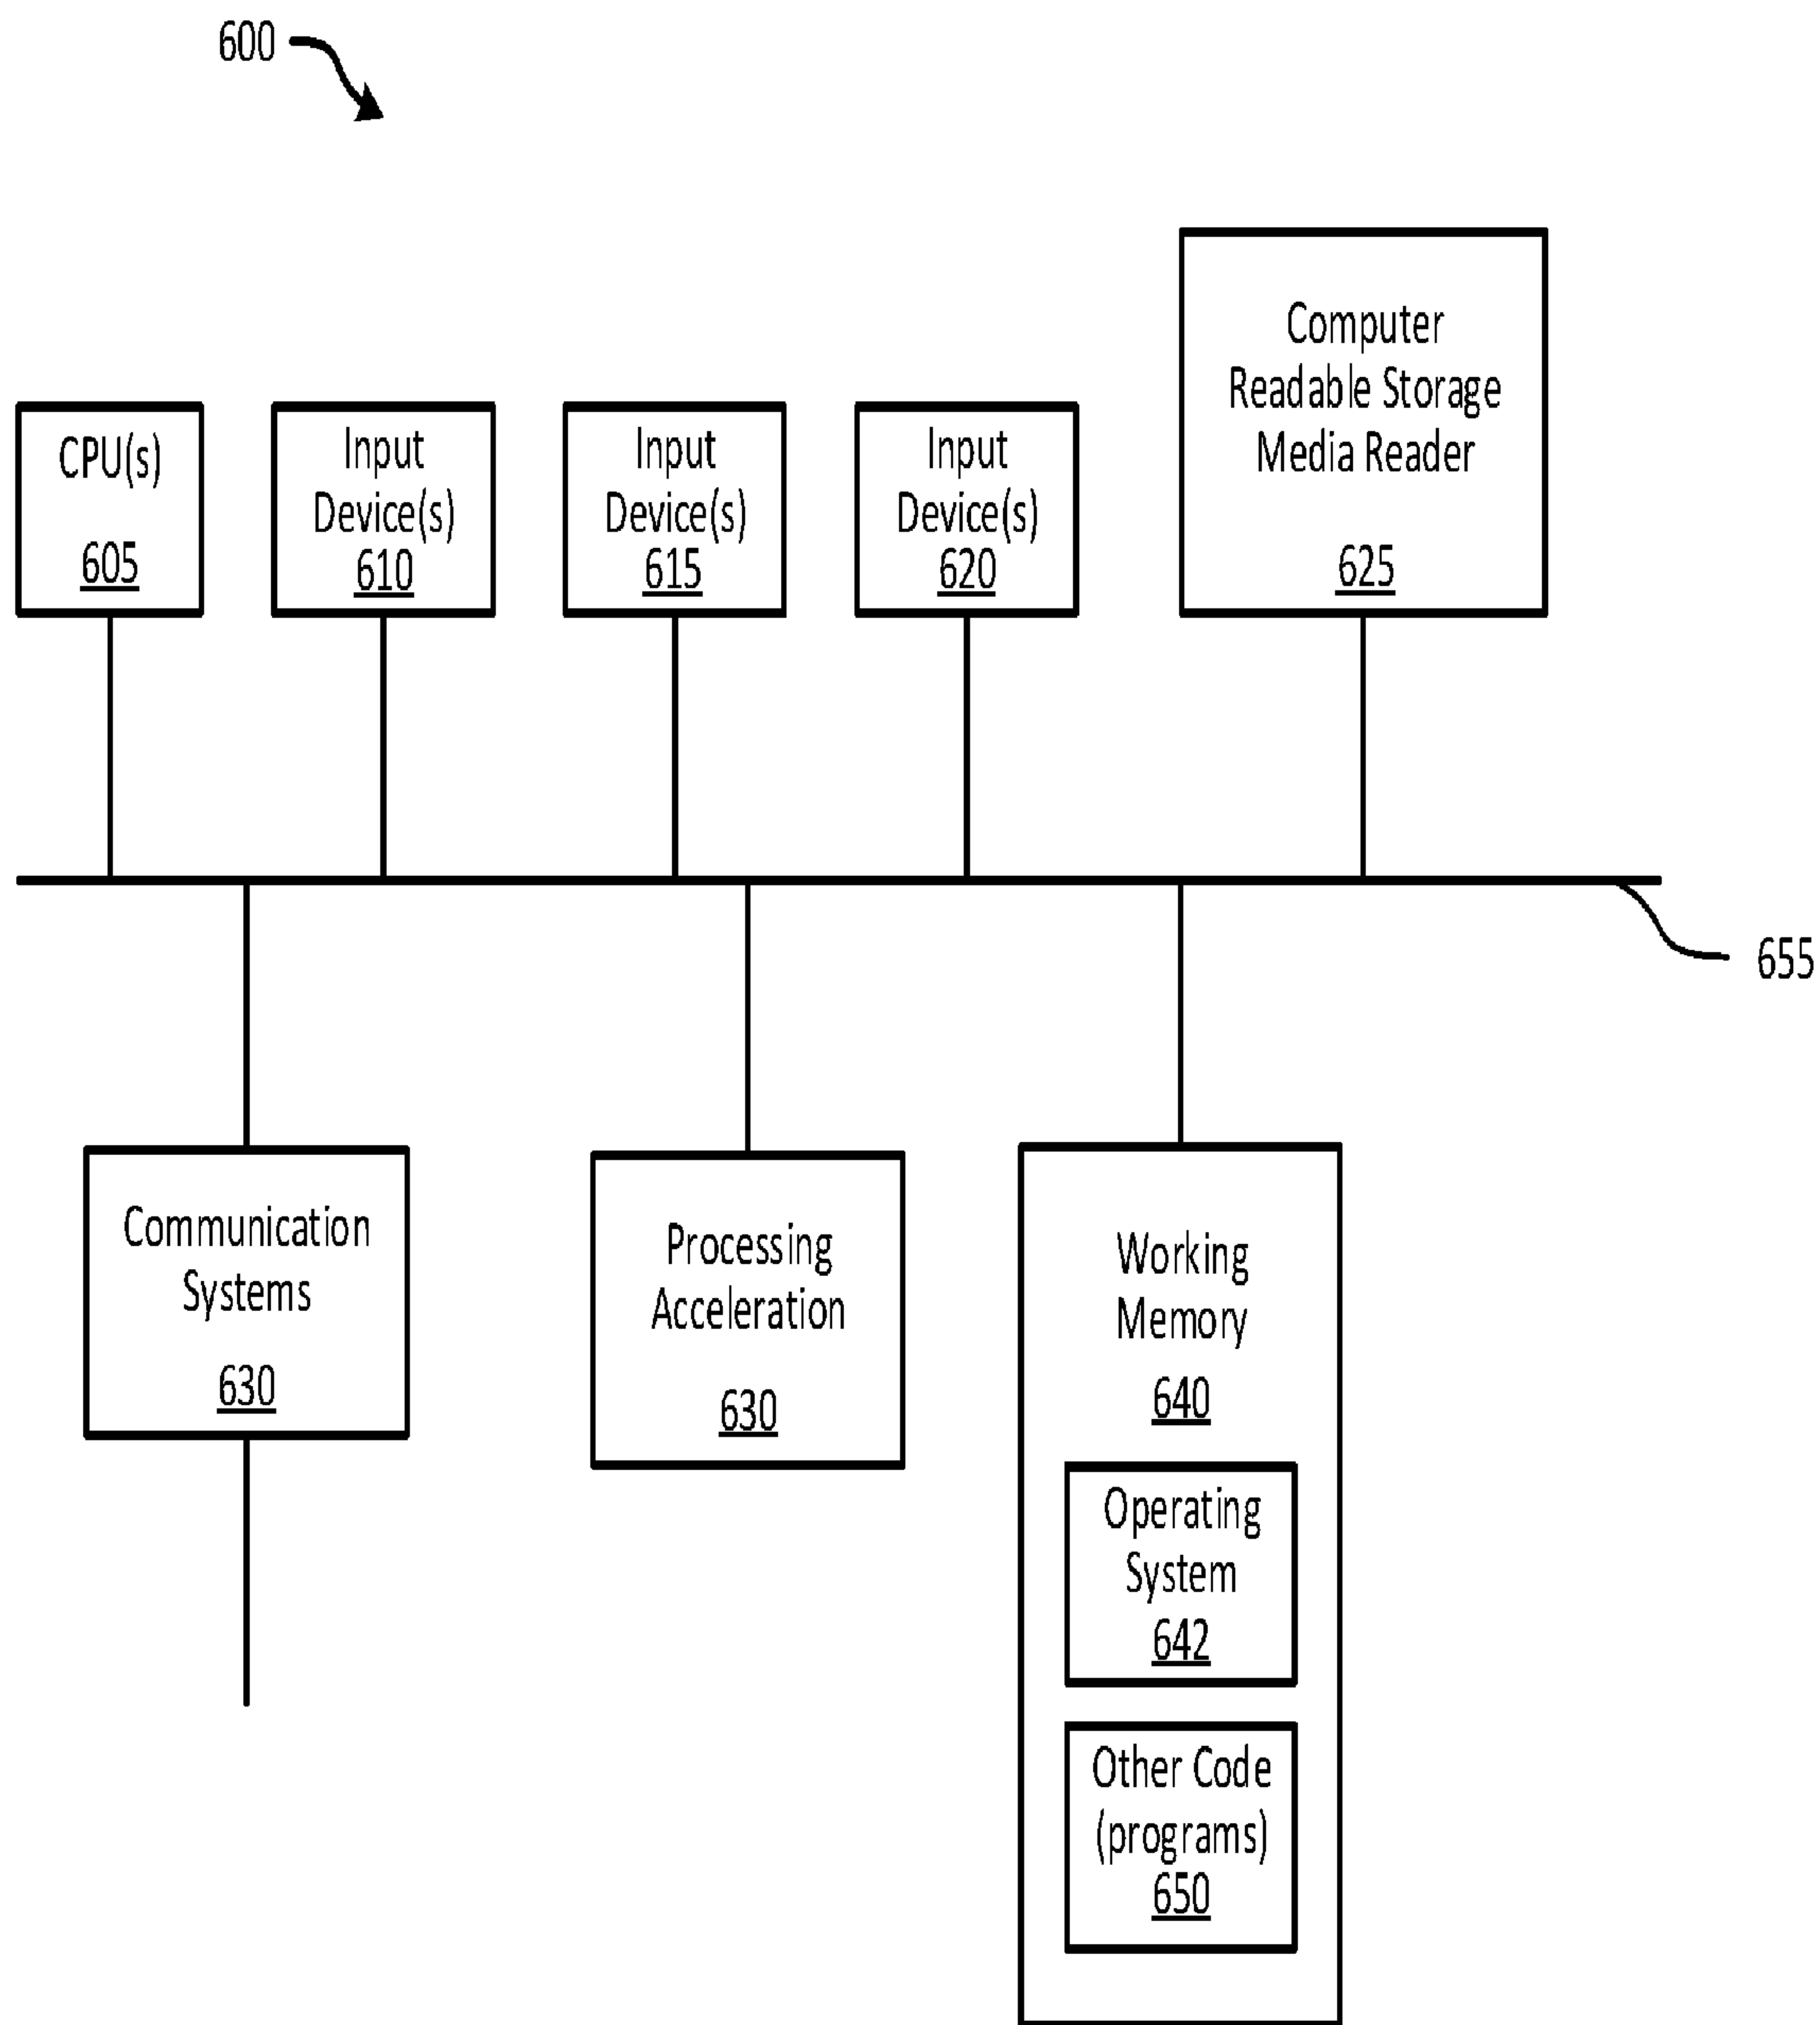 600
CPU(s)
605
Input
Device(s)
610
Input
Device(s)
615
Input
Device(s)
620
Computer
Readable Storage
Media Reader
625
655
Communication
Systems
630
Processing
Acceleration
630
Working
Memory
640
Operating
System
642
Other Code
(programs)
650